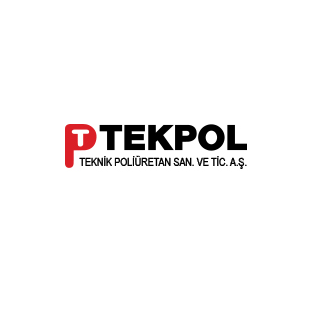 TEKPOL
TEKNİK POLİÜRETAN SAN. VE TİC. A.Ş.